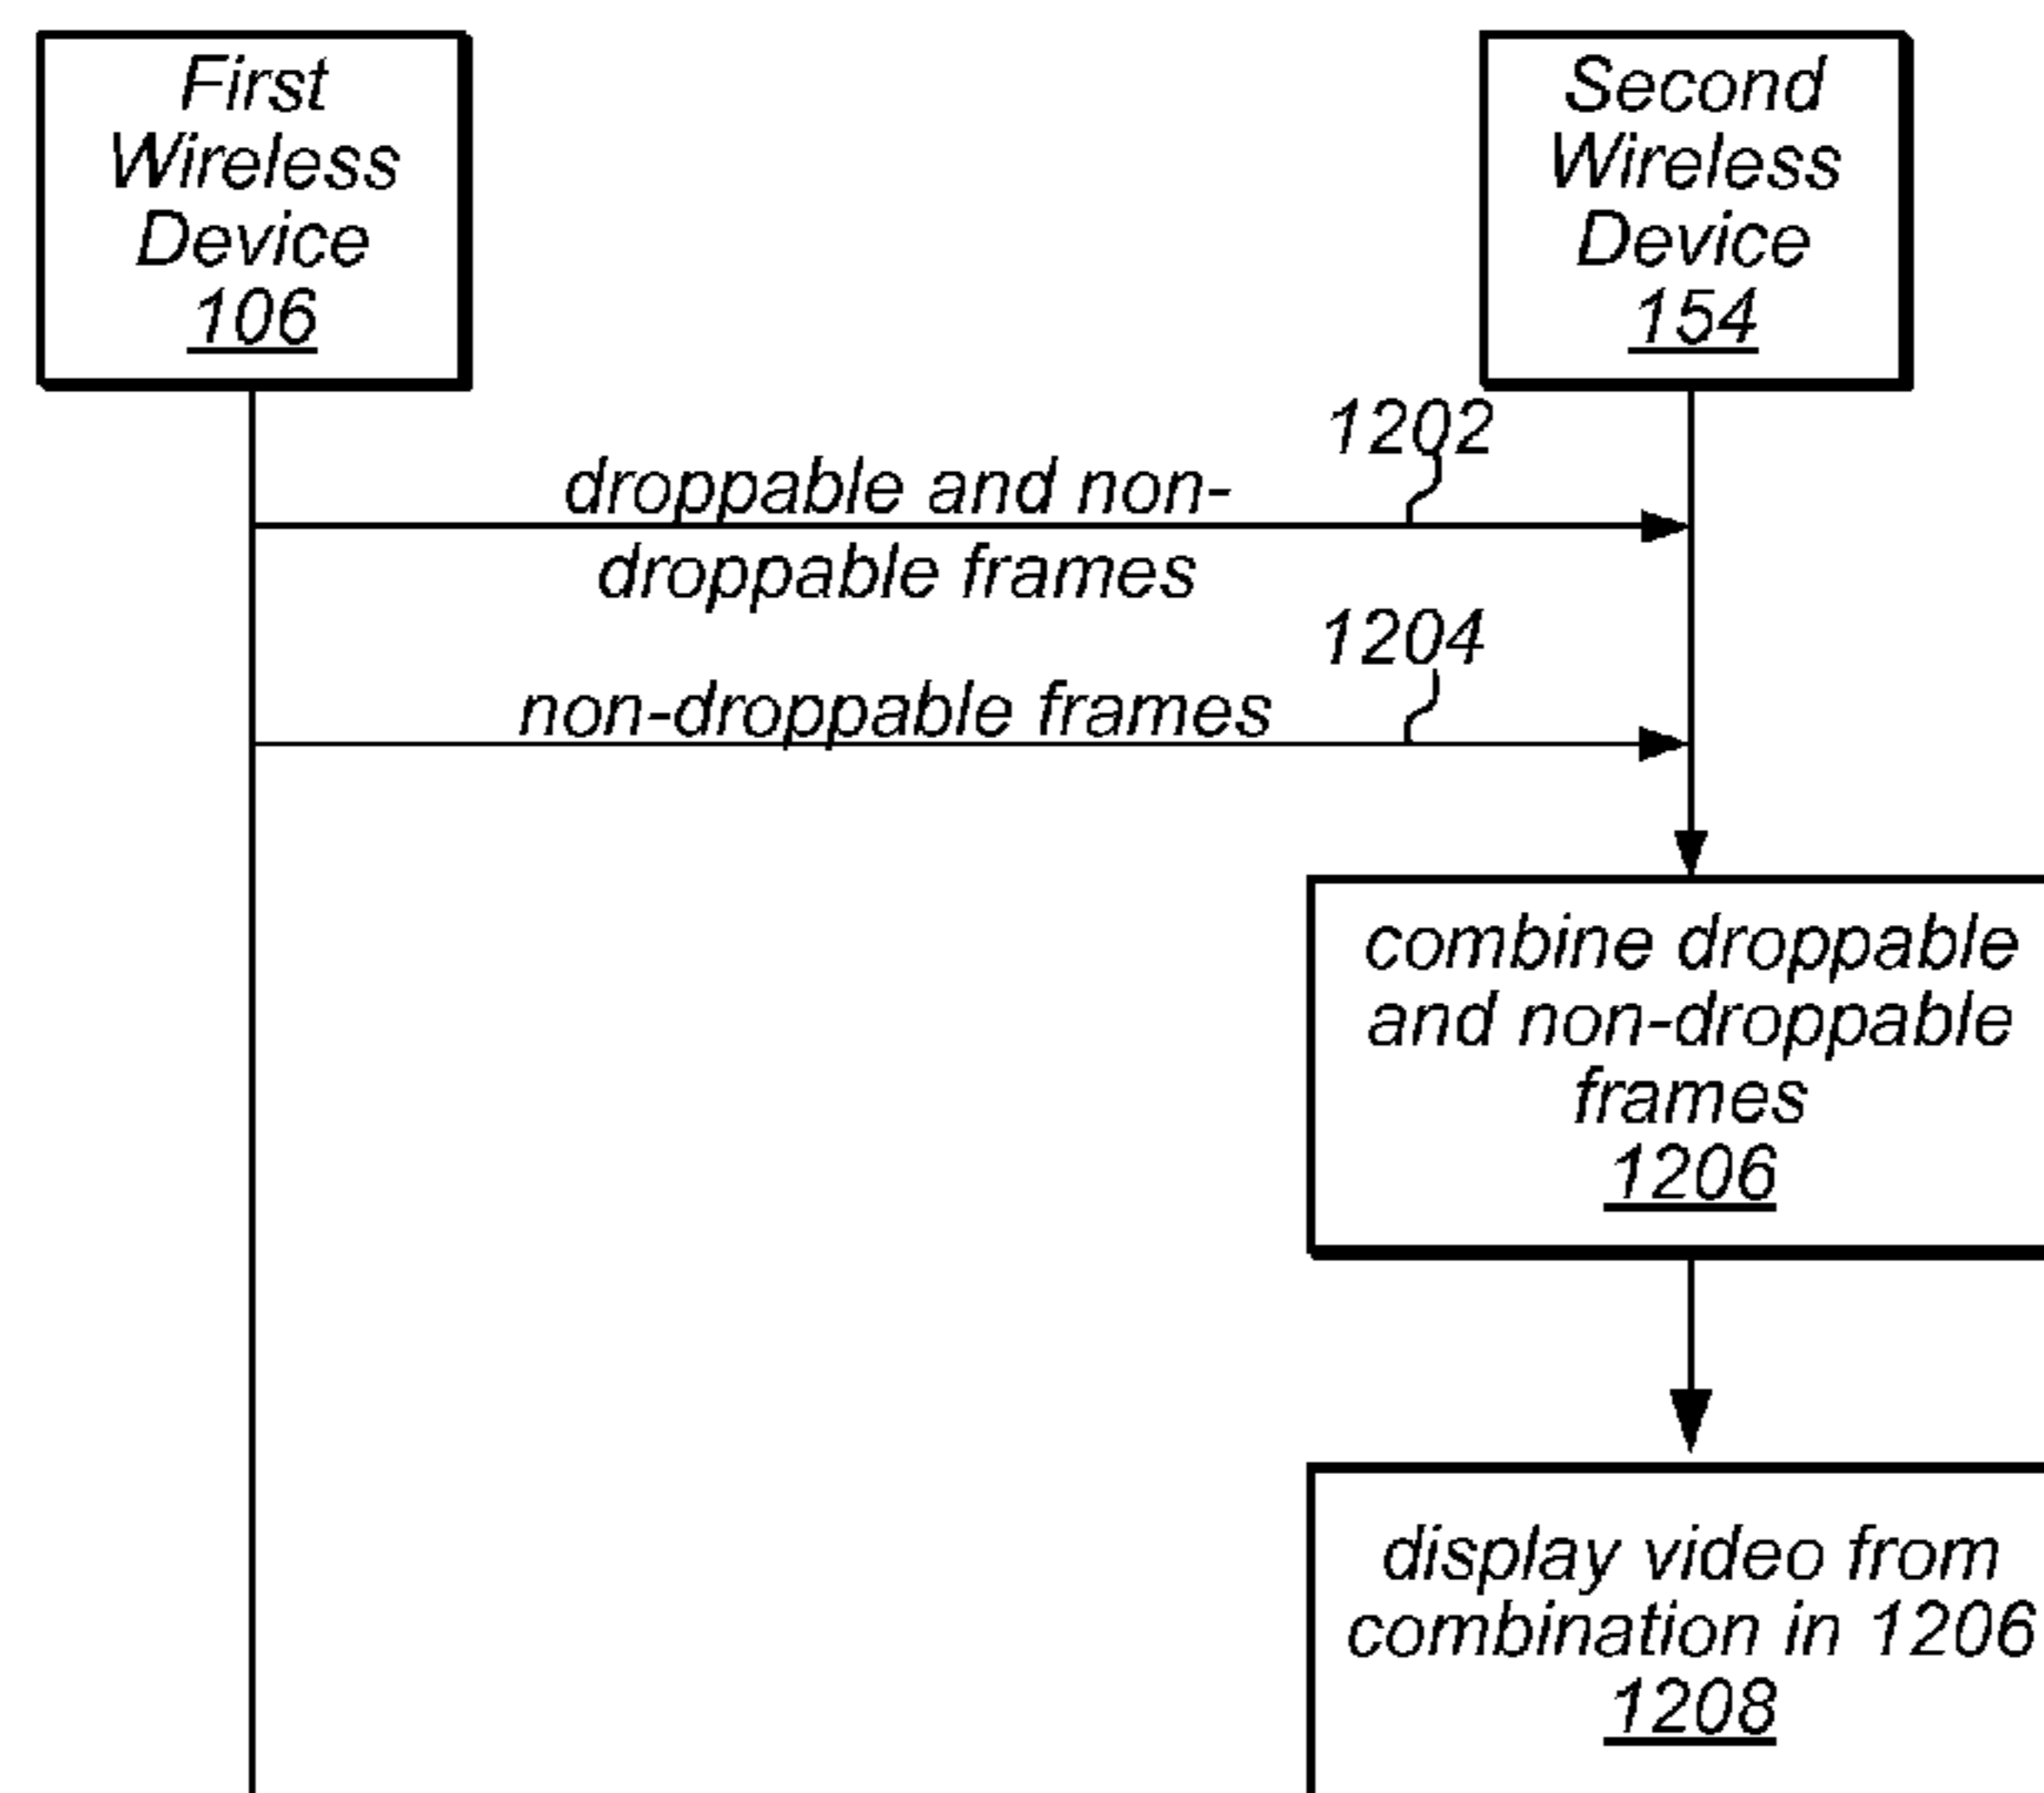 First
Wireless
Device
106
Second
Wireless
Device
154
1202
droppable and non-
droppable frames
1204
non-droppable frames
combine droppable
and non-droppable
frames
1206
display video from
combination in 1206
1208